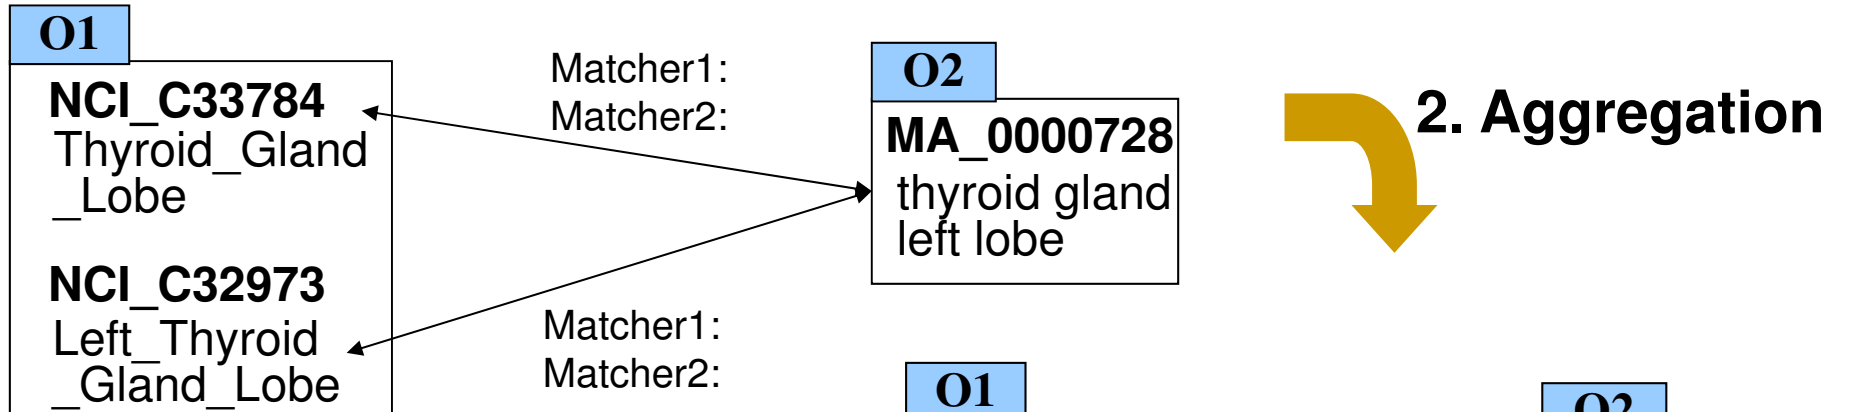 O1
NCI_C33784
Thyroid_Gland
_Lobe
NCI_C32973
Left_Thyroid
_Gland_Lobe
Matcher1:
Matcher2:
Matcher1:
Matcher2:
O2
MA_0000728
thyroid gland
left lobe
2. Aggregation
O1
O2